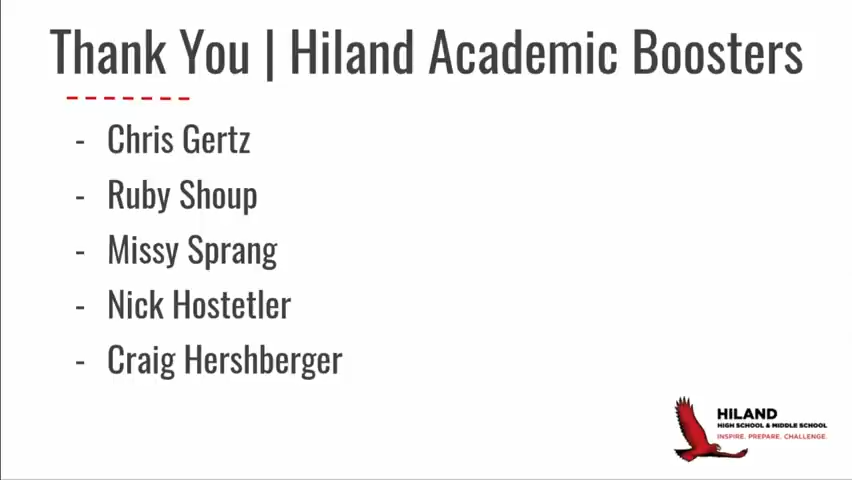 Thank You | Hiland Academic Boosters
- Chris Gertz
- Ruby Shoup
- Missy Sprang
- Nick Hostetler
- Craig Hershberger
HILAND
HIGH SCHOOL & MIDDLE SCHOOL
INSPIRE. PREPARE. CHALLENGE.